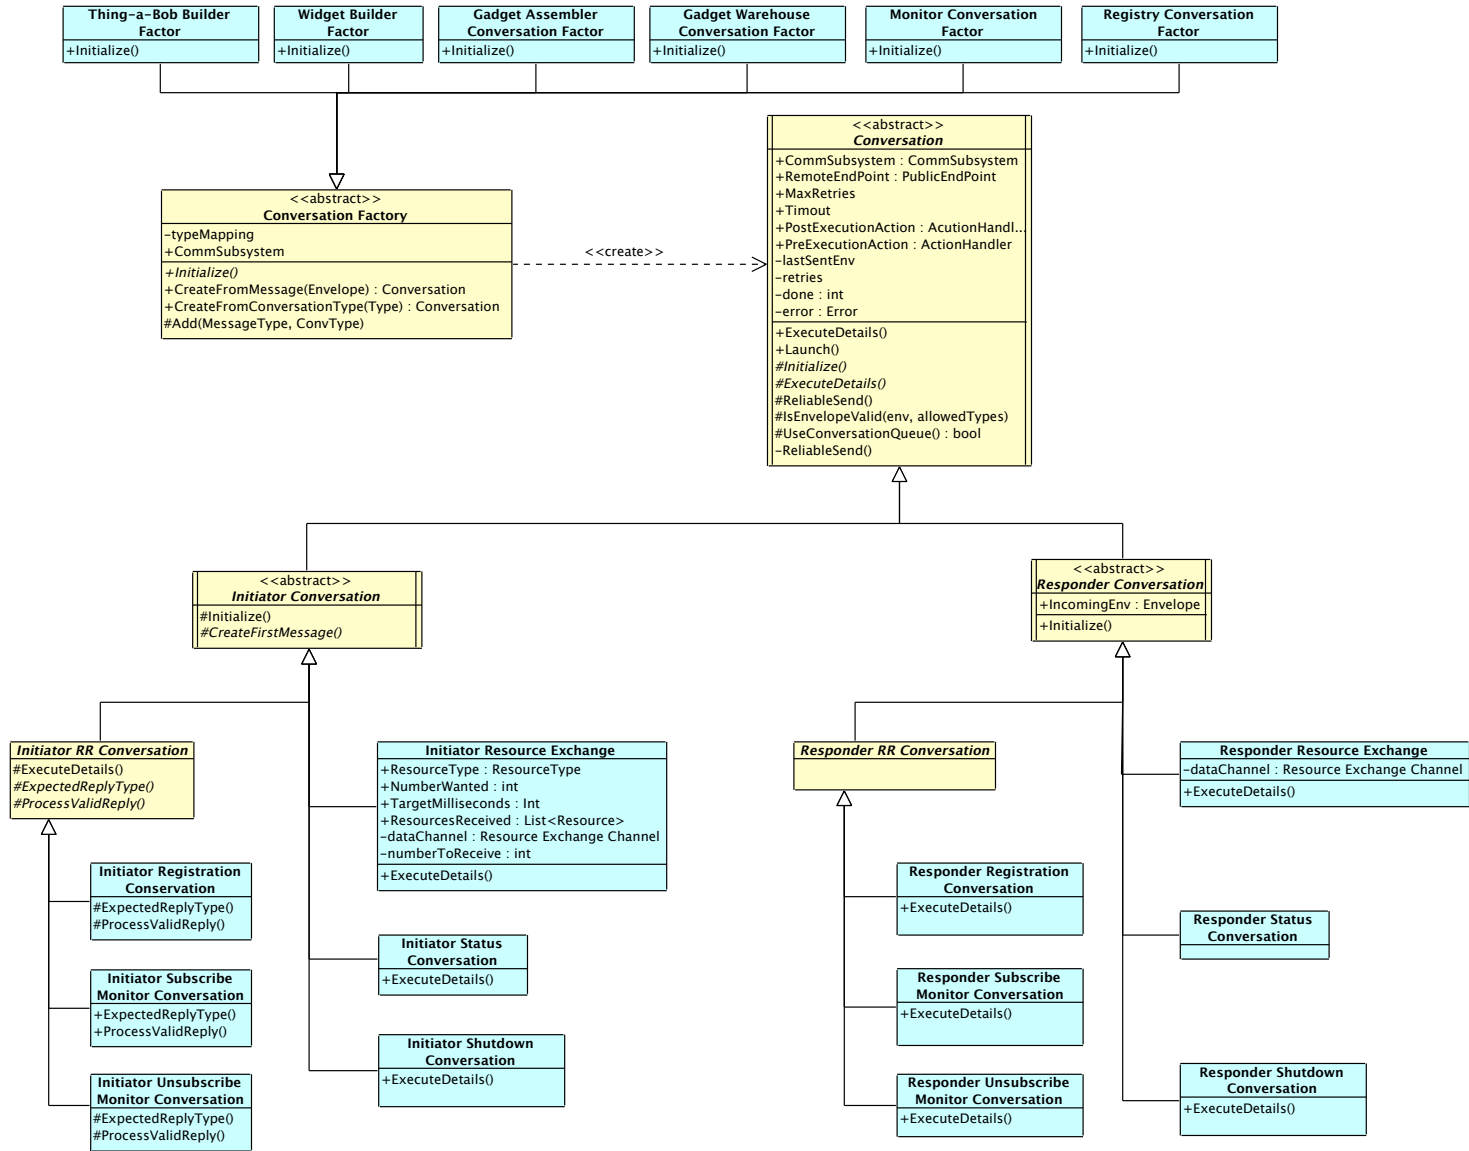 Thing-a-Bob Builder
Factor
+Initialize()
Widget Builder
Factor
+Initialize()
Gadget Assembler
Conversation Factor
+Initialize()
Gadget Warehouse
Conversation Factor
+Initialize()
Monitor Conversation
Factor
+Initialize()
Registry Conversation
Factor
+Initialize()
<<abstract>>
Conversation
+CommSubsystem : CommSubsystem
+RemoteEndPoint : PublicEndPoint
+MaxRetries
+Timout
+PostExecutionAction : AcutionHandl...
+PreExecutionAction : ActionHandler
-lastSentEnv
-retries
-done : int
-error : Error
+ExecuteDetails()
+Launch()
#Initialize()
#ExecuteDetails()
#ReliableSend()
#IsEnvelopeValid(env, allowedTypes)
#UseConversationQueue() : bool
-ReliableSend()
<<abstract>>
Conversation Factory
-typeMapping
+CommSubsystem
+Initialize()
+CreateFromMessage(Envelope) : Conversation
+CreateFromConversationType(Type) : Conversation
#Add(MessageType, ConvType)
<<create>>
<<abstract>>
Initiator Conversation
#Initialize()
#CreateFirstMessage()
<<abstract>>
Responder Conversation
+IncomingEnv : Envelope
+Initialize()
Initiator RR Conversation
#ExecuteDetails()
#ExpectedReplyType()
#ProcessValidReply()
Initiator Resource Exchange
+ResourceType : ResourceType
+NumberWanted : int
+TargetMilliseconds : Int
+ResourcesReceived : List<Resource>
-dataChannel : Resource Exchange Channel
-numberToReceive : int
+ExecuteDetails()
Responder RR Conversation
Responder Resource Exchange
-dataChannel : Resource Exchange Channel
+ExecuteDetails()
Initiator Registration
Conservation
#ExpectedReplyType()
#ProcessValidReply()
Initiator Status
Conversation
+ExecuteDetails()
Responder Registration
Conversation
+ExecuteDetails()
Responder Status
Conversation
Initiator Subscribe
Monitor Conversation
+ExpectedReplyType()
+ProcessValidReply()
Responder Subscribe
Monitor Conversation
+ExecuteDetails()
Initiator Shutdown
Conversation
+ExecuteDetails()
Initiator Unsubscribe
Monitor Conversation
#ExpectedReplyType()
#ProcessValidReply()
Responder Unsubscribe
Monitor Conversation
+ExecuteDetails()
Responder Shutdown
Conversation
+ExecuteDetails()